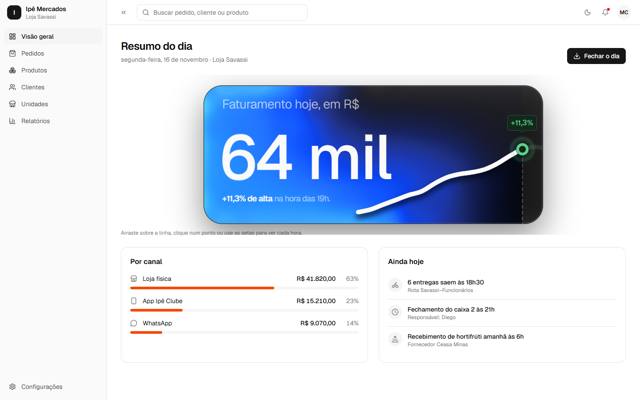 I
Ipê Mercados
Loja Savassi
Buscar pedido, cliente ou produto
MC
Visão geral
Pedidos
Produtos
Clientes
Unidades
Relatórios
Configurações
Resumo do dia
segunda-feira, 16 de novembro · Loja Savassi
Fechar o dia
Faturamento hoje, em R$
64 mil
+11,3% de alta na hora das 19h.
+11,3%
Arraste sobre a linha, clique num ponto ou use as setas para ver cada hora.
Por canal
Loja física R$ 41.820,00 63%
App Ipê Clube R$ 15.210,00 23%
WhatsApp R$ 9.070,00 14%
Ainda hoje
6 entregas saem às 18h30
Rota Savassi–Funcionários
Fechamento do caixa 2 às 21h
Responsável: Diego
Recebimento de hortifrúti amanhã às 6h
Fornecedor Ceasa Minas